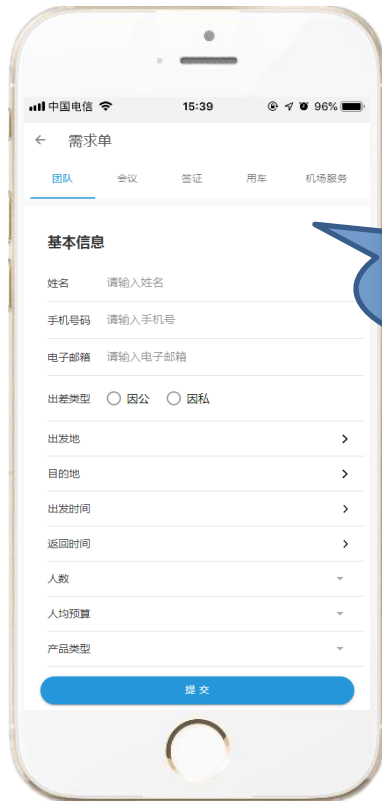 中国电信 15:39 96%
需求单
团队 会议 签证 用车 机场服务
基本信息
姓名 请输入姓名
手机号码 请输入手机号
电子邮箱 请输入电子邮箱
出差类型 因公 因私
出发地
目的地
出发时间
返回时间
人数
人均预算
产品类型
提交